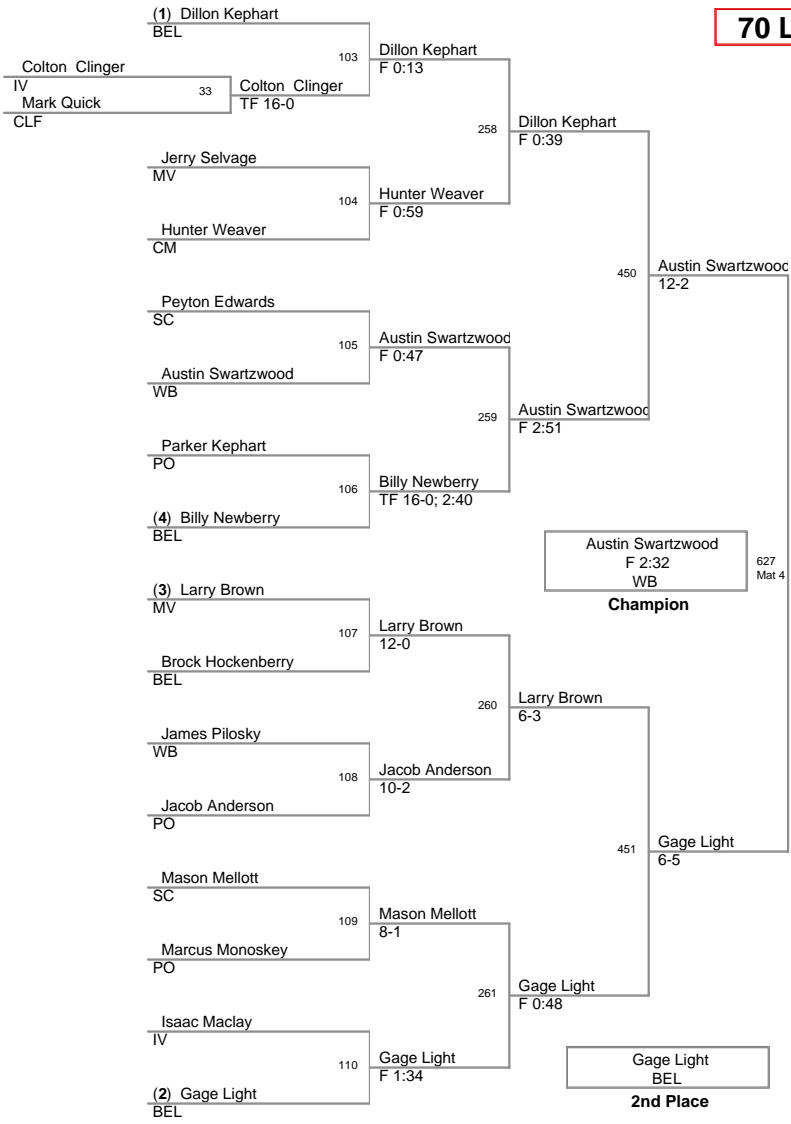 (1) Dillon Kephart
BEL
70 L
103
Dillon Kephart
F 0:13
Colton Clinger
IV
33
Colton Clinger
TF 16-0
Mark Quick
CLF
258
Dillon Kephart
F 0:39
Jerry Selvage
MV
104
Hunter Weaver
F 0:59
Hunter Weaver
CM
450
Austin Swartzwood
12-2
Peyton Edwards
SC
105
Austin Swartzwood
F 0:47
Austin Swartzwood
WB
259
Austin Swartzwood
F 2:51
Parker Kephart
PO
106
Billy Newberry
TF 16-0; 2:40
(4) Billy Newberry
BEL
Austin Swartzwood
F 2:32
WB
Champion
627
Mat 4
(3) Larry Brown
MV
107
Larry Brown
12-0
Brock Hockenberry
BEL
260
Larry Brown
6-3
James Pilosky
WB
108
Jacob Anderson
10-2
Jacob Anderson
PO
451
Gage Light
6-5
Mason Mellott
SC
109
Mason Mellott
8-1
Marcus Monoskey
PO
261
Gage Light
F 0:48
Isaac Maclay
IV
110
Gage Light
F 1:34
(2) Gage Light
BEL
Gage Light
BEL
2nd Place